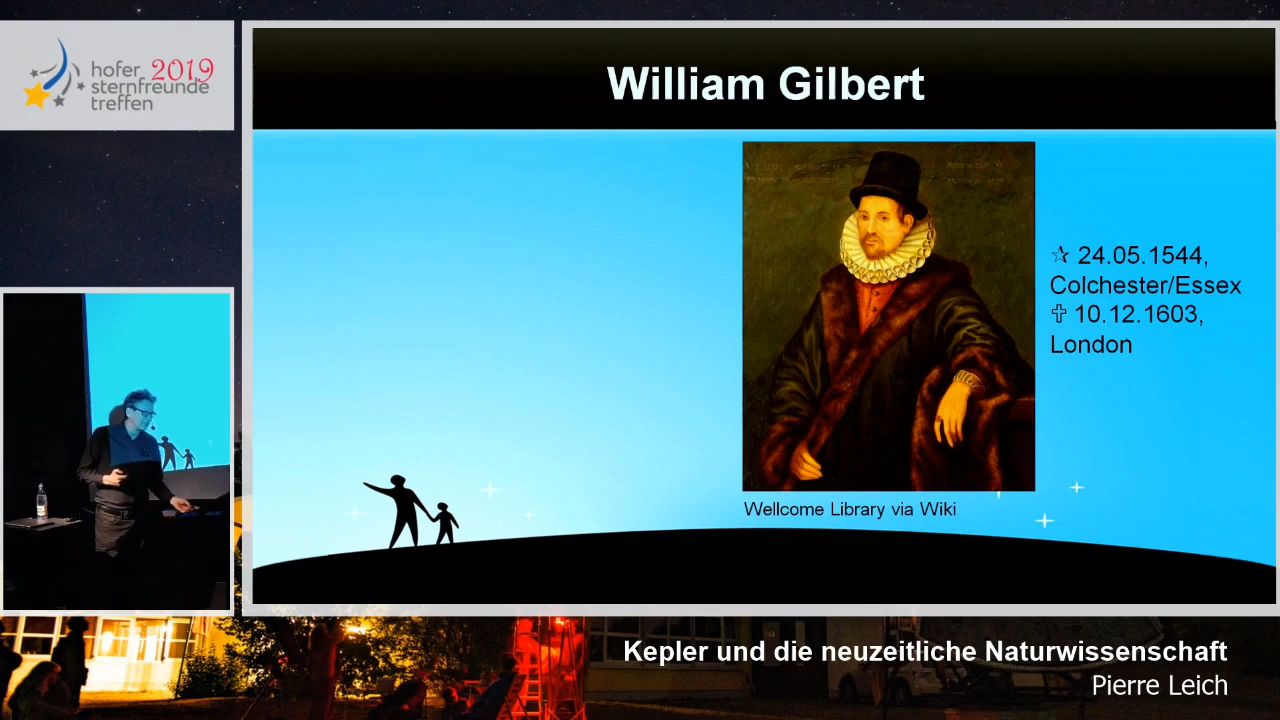 hofer 2019
sternfreunde
treffen
William Gilbert
☆ 24.05.1544,
Colchester/Essex
✞ 10.12.1603,
London
Wellcome Library via Wiki
Kepler und die neuzeitliche Naturwissenschaft
Pierre Leich